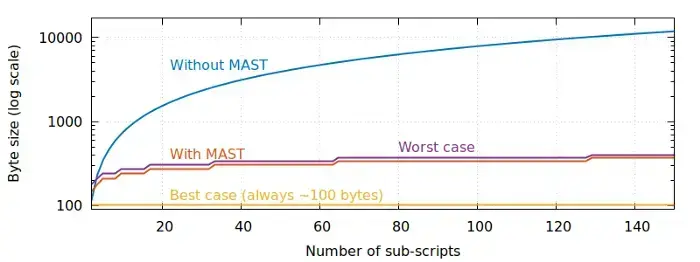 Byte size (log scale)
10000
1000
100
Without MAST
With MAST
Worst case
Best case (always ~100 bytes)
20
40
60
80
100
120
140
Number of sub-scripts